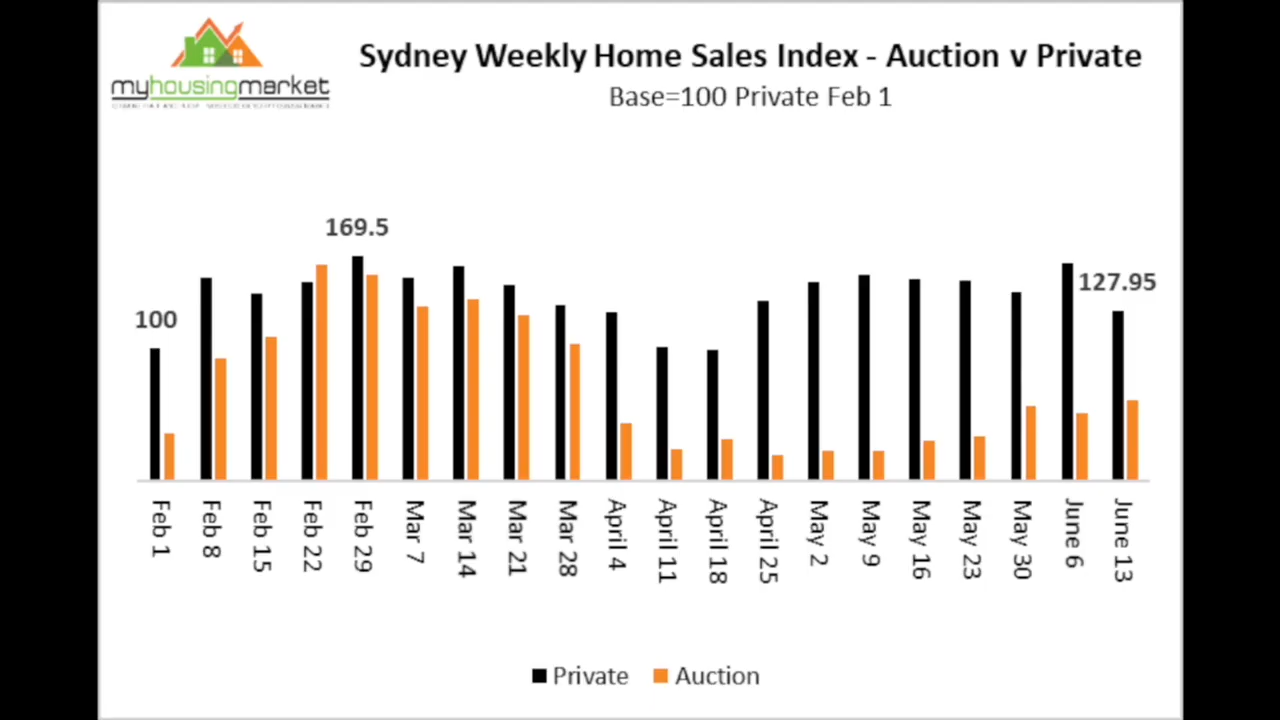 Sydney Weekly Home Sales Index - Auction v Private
Base=100 Private Feb 1
myhousingmarket
169.5
127.95
100
Feb 1
Feb 8
Feb 15
Feb 22
Feb 29
Mar 7
Mar 14
Mar 21
Mar 28
April 4
April 11
April 18
April 25
May 2
May 9
May 16
May 23
May 30
June 6
June 13
Private
Auction